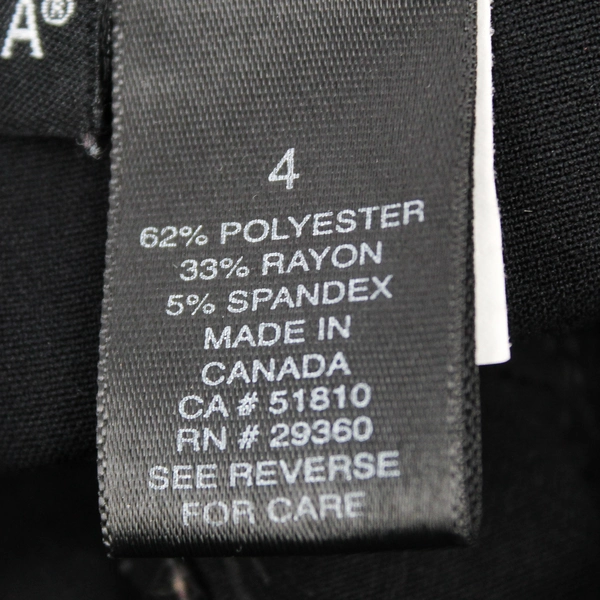 A®
4
62% POLYESTER
33% RAYON
5% SPANDEX
MADE IN
CANADA
CA # 51810
RN # 29360
SEE REVERSE
FOR CARE